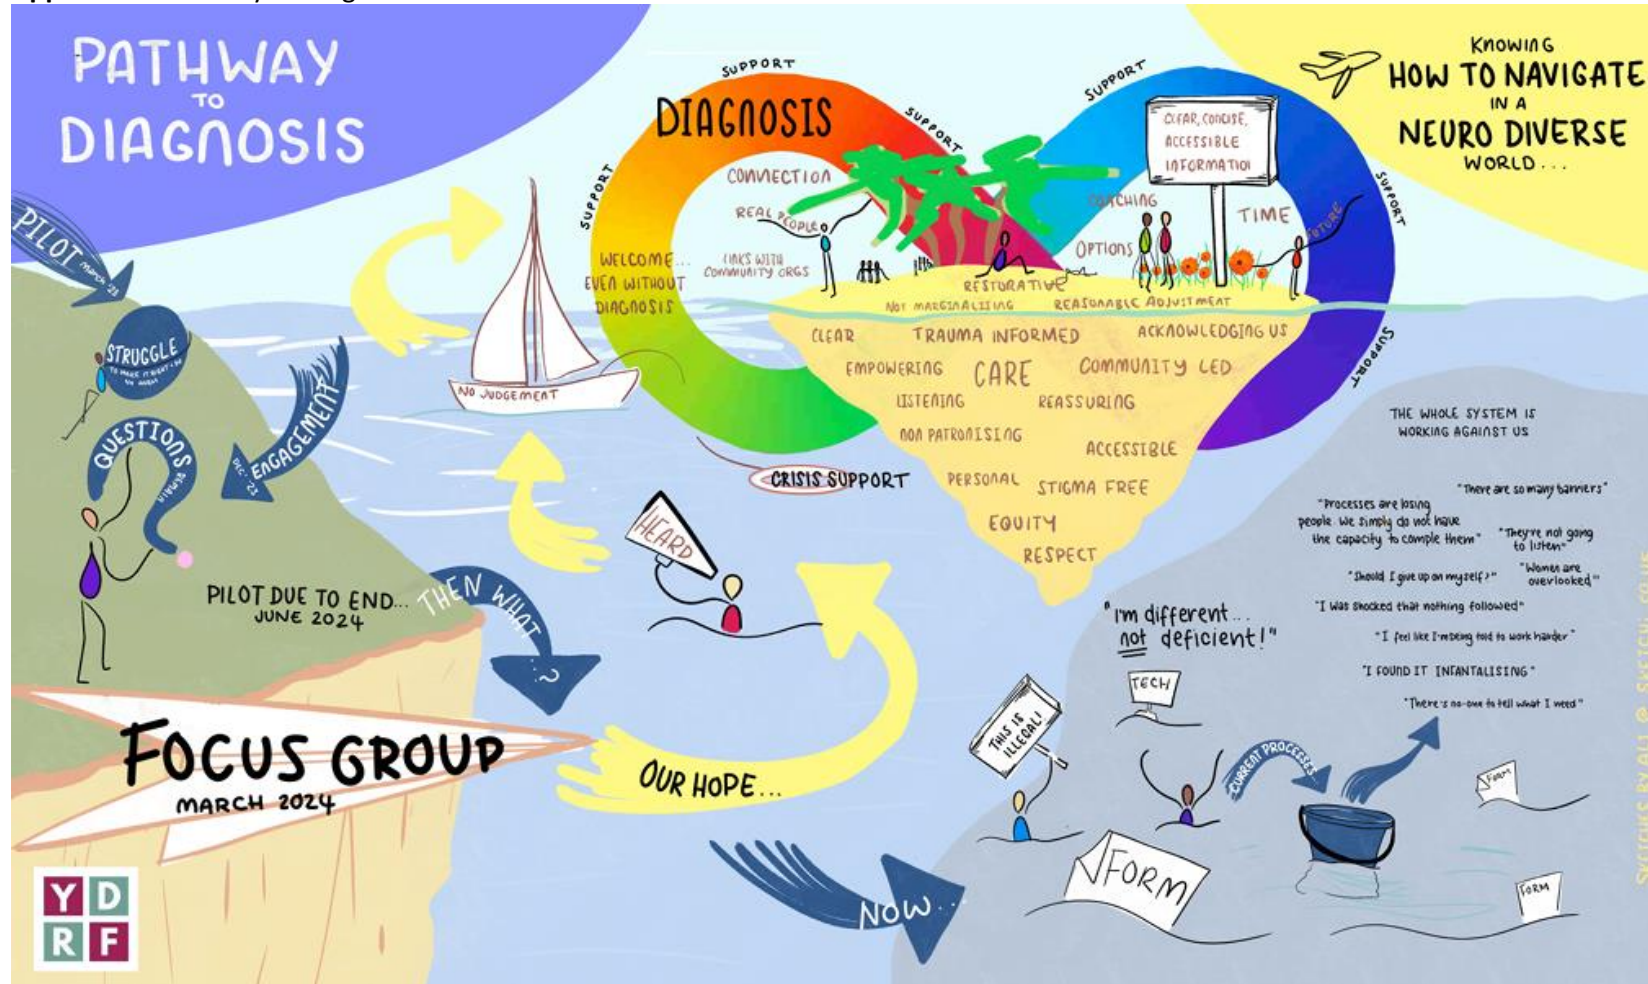 PATHWAY
TO
DIAGNOSIS
KNOWING
HOW TO NAVIGATE
IN A
NEURO DIVERSE
WORLD...
PILOT
March '23
STRUGGLE
QUESTIONS
REMAIN
ENGAGEMENT
DEC '23
PILOT DUE TO END...
JUNE 2024
THEN WHAT
...?
FOCUS GROUP
MARCH 2024
Y D
R F
OUR HOPE...
NOW...
HEARD
NO JUDGEMENT
CRISIS SUPPORT
SUPPORT
SUPPORT
SUPPORT
SUPPORT
SUPPORT
SUPPORT
DIAGNOSIS
CONNECTION
REAL PEOPLE
WELCOME...
EVEN WITHOUT
DIAGNOSIS
LINKS WITH
COMMUNITY ORGS
CLEAR, CONCISE,
ACCESSIBLE
INFORMATIOI
COACHING
OPTIONS
TIME
FUTURE
RESTORATIVE
NOT MARGINALISING
REASONABLE ADJUSTMENT
CLEAR
TRAUMA INFORMED
ACKNOWLEDGING US
EMPOWERING
CARE
COMMUNITY LED
LISTENING
REASSURING
NON PATRONISING
ACCESSIBLE
PERSONAL
STIGMA FREE
EQUITY
RESPECT
THE WHOLE SYSTEM IS
WORKING AGAINST US
"There are so many barriers"
"Processes are losing
people. We simply do not have
the capacity to comple them"
"They're not going
to listen"
"Should I give up on myself?"
"Women are
overlooked"
"I was shocked that nothing followed"
"I feel like I'm being told to work harder"
"I FOUND IT INFANTALISING"
"There's no-one to tell what I need"
"I'm different...
not deficient!"
TECH
THIS IS
ILLEGAL!
CURRENT PROCESSES
FORM
FORM
FORM